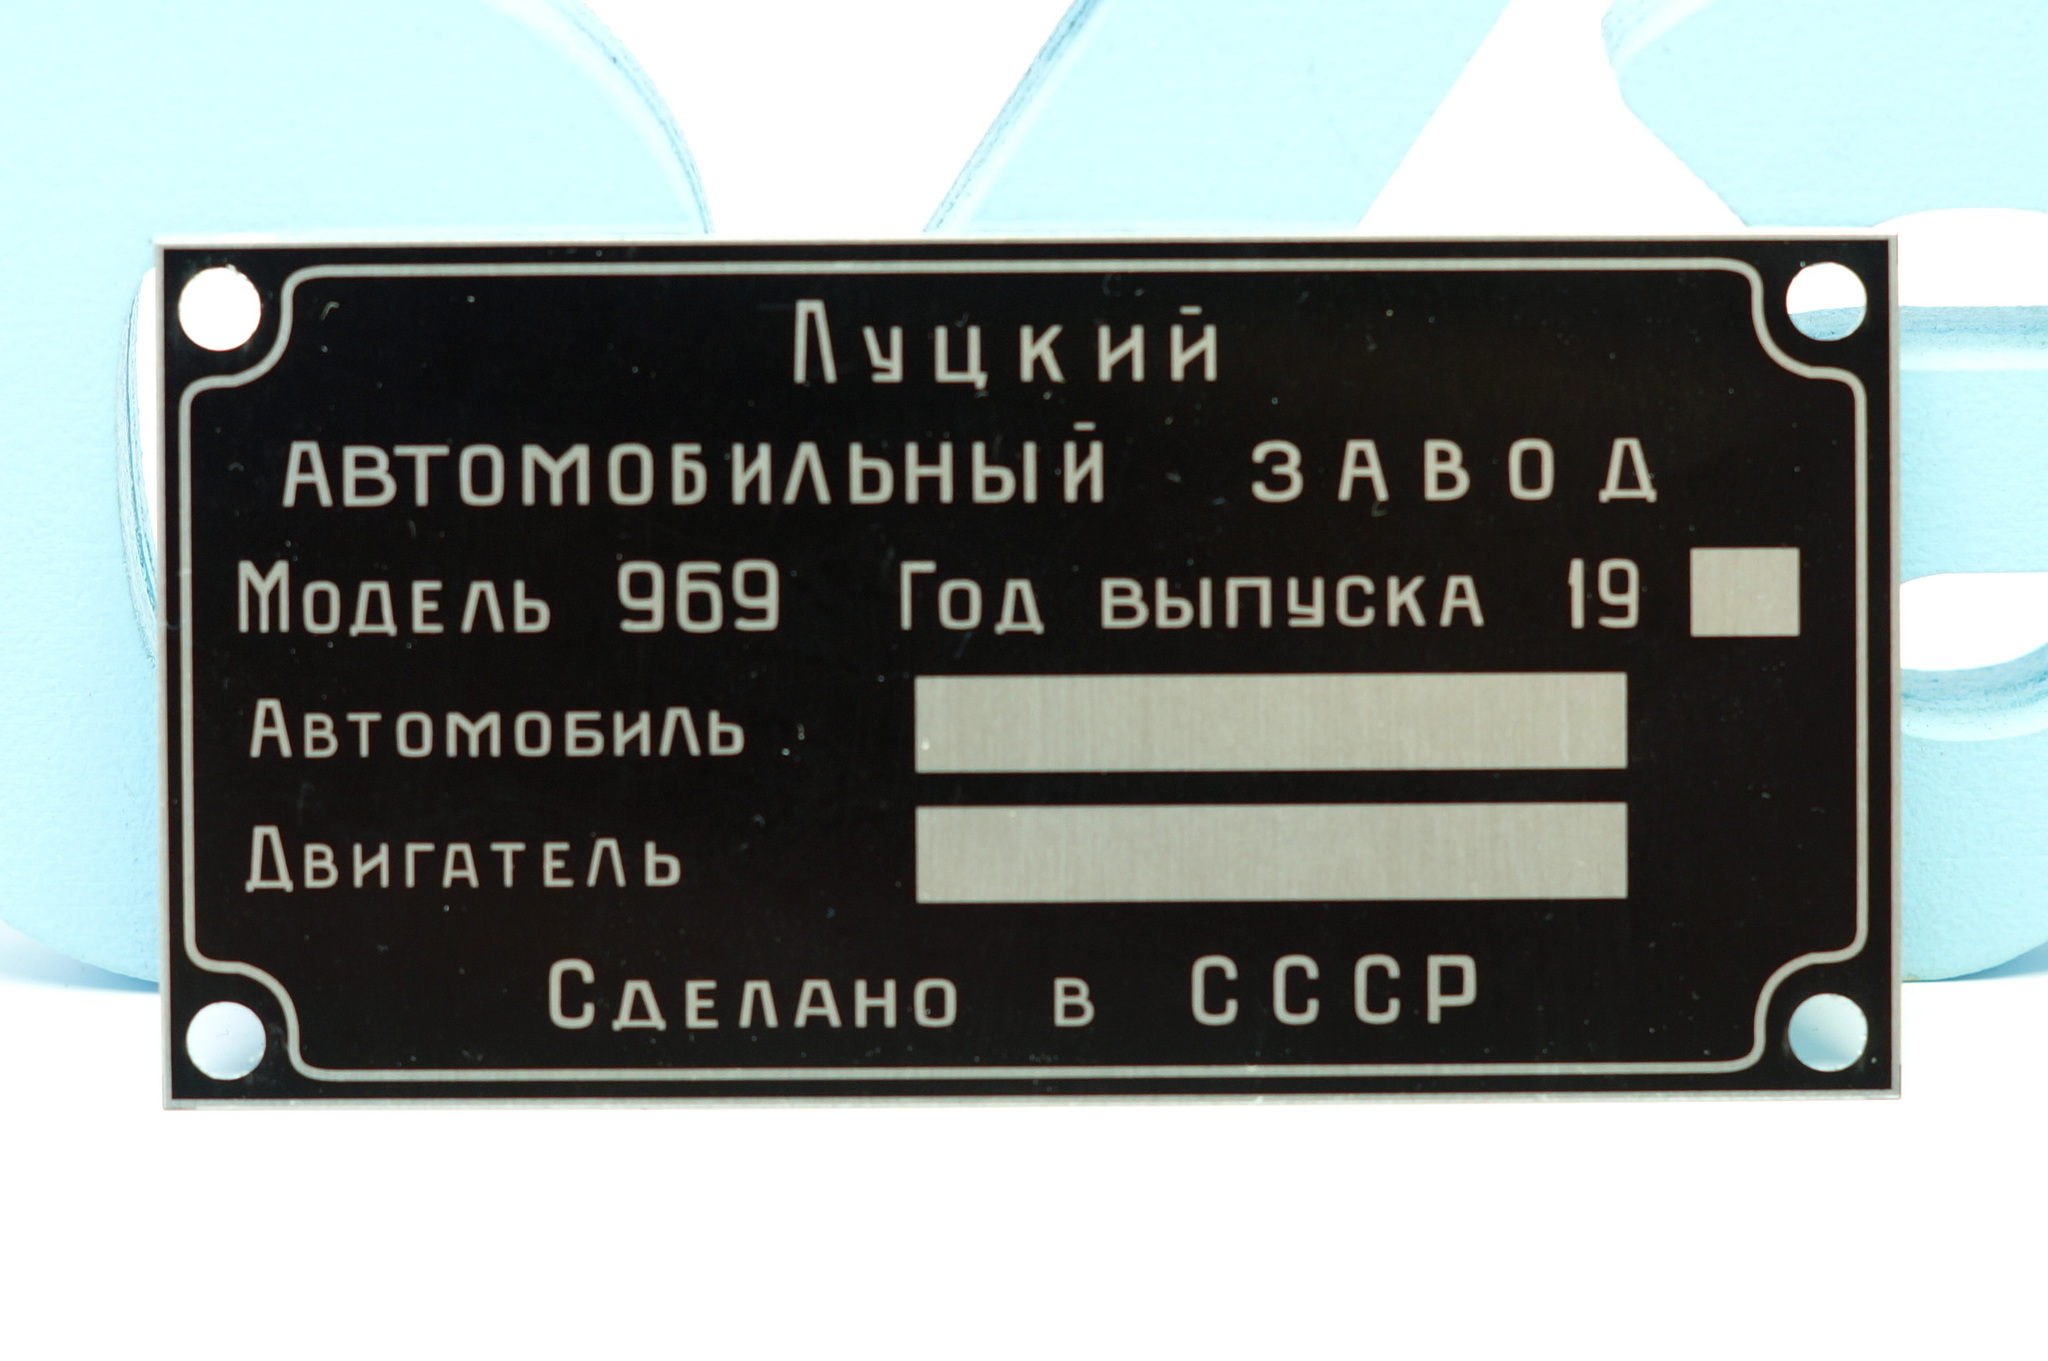 Луцкий
Автомобильный завод
Модель 969 Год выпуска 19
Автомобиль
Двигатель
Сделано в СССР